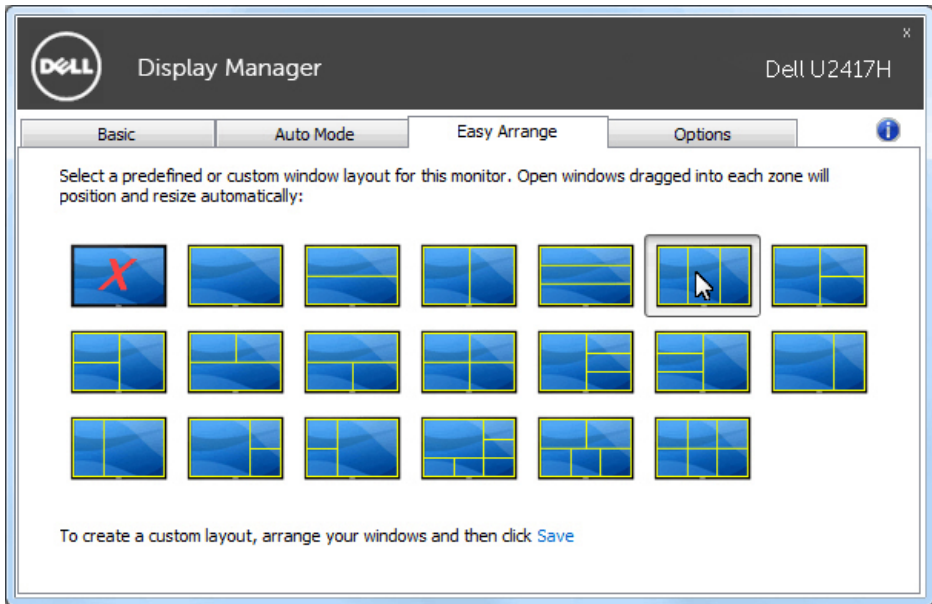 x
DELL
Display Manager
Dell U2417H
Basic
Auto Mode
Easy Arrange
Options
i
Select a predefined or custom window layout for this monitor. Open windows dragged into each zone will
position and resize automatically:
X
To create a custom layout, arrange your windows and then click Save